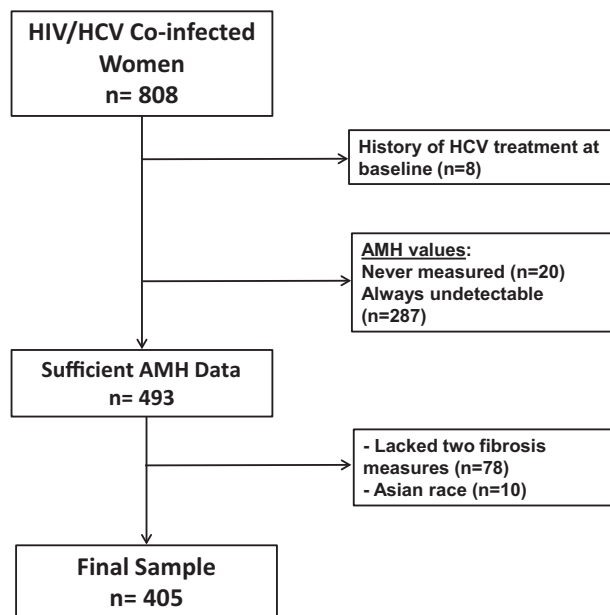 HIV/HCV Co-infected
Women
n= 808
History of HCV treatment at
baseline (n=8)
AMH values:
Never measured (n=20)
Always undetectable
(n=287)
Sufficient AMH Data
n= 493
- Lacked two fibrosis
measures (n=78)
- Asian race (n=10)
Final Sample
n= 405